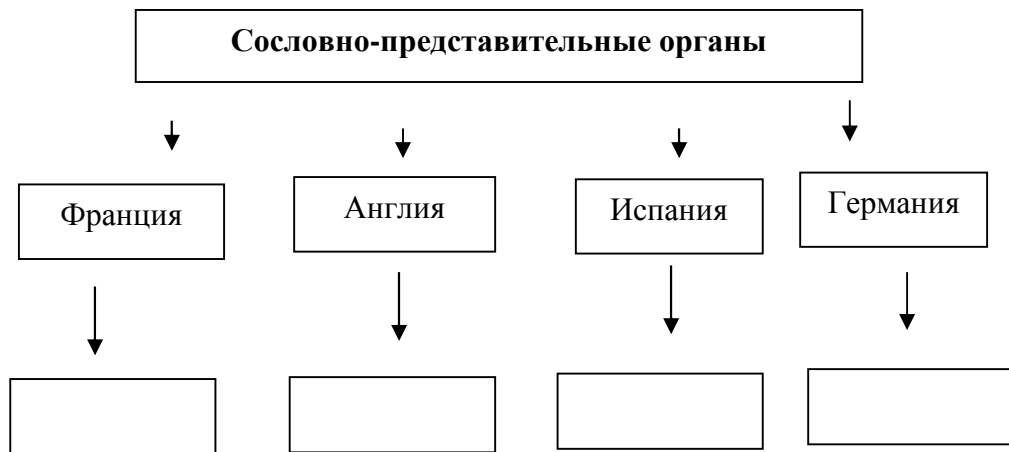 Сословно-представительные органы
Франция
Англия
Испания
Германия